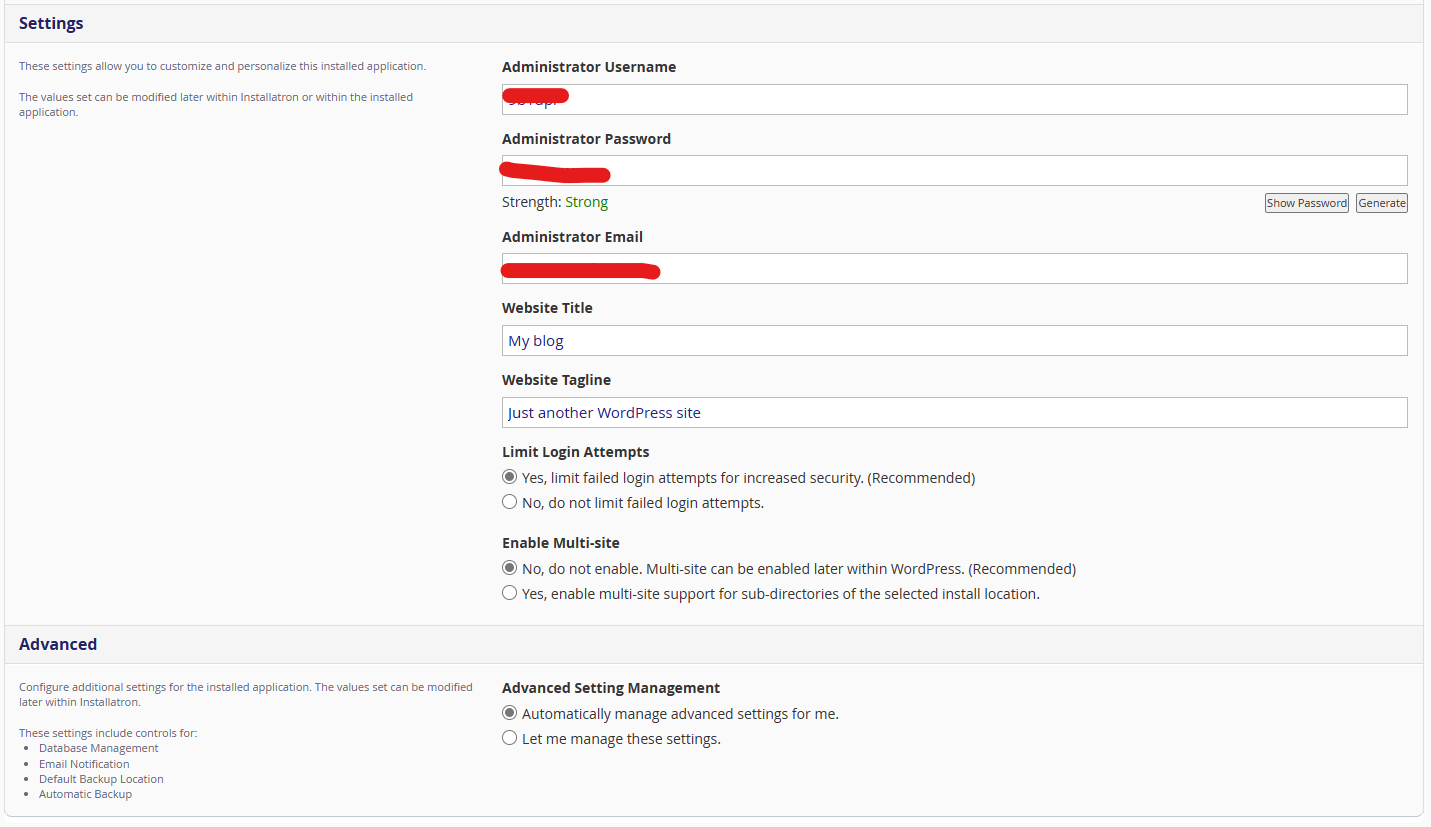 Settings
These settings allow you to customize and personalize this installed application.
The values set can be modified later within Installatron or within the installed
application.
Administrator Username
Administrator Password
Strength: Strong
Show Password
Generate
Administrator Email
Website Title
My blog
Website Tagline
Just another WordPress site
Limit Login Attempts
Yes, limit failed login attempts for increased security. (Recommended)
No, do not limit failed login attempts.
Enable Multi-site
No, do not enable. Multi-site can be enabled later within WordPress. (Recommended)
Yes, enable multi-site support for sub-directories of the selected install location.
Advanced
Configure additional settings for the installed application. The values set can be modified
later within Installatron.
These settings include controls for:
Database Management
Email Notification
Default Backup Location
Automatic Backup
Advanced Setting Management
Automatically manage advanced settings for me.
Let me manage these settings.